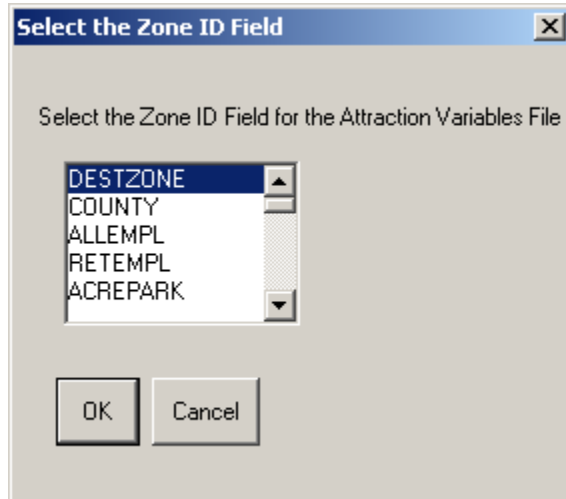 Select the Zone ID Field
Select the Zone ID Field for the Attraction Variables File
DESTZONE
COUNTY
ALLEMPL
RETEMPL
ACREPARK
OK
Cancel